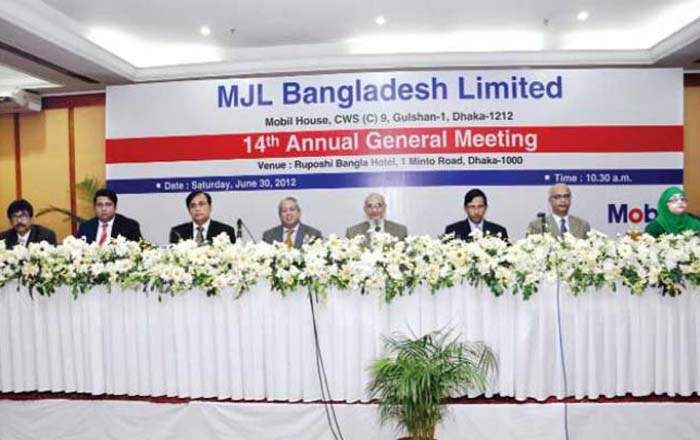 MJL Bangladesh Limited
Mobil House, CWS (C) 9, Gulshan-1, Dhaka-1212
14th Annual General Meeting
Venue : Ruposhi Bangla Hotel, 1 Minto Road, Dhaka-1000
Date : Saturday, June 30, 2012 Time : 10.30 a.m.
Mob